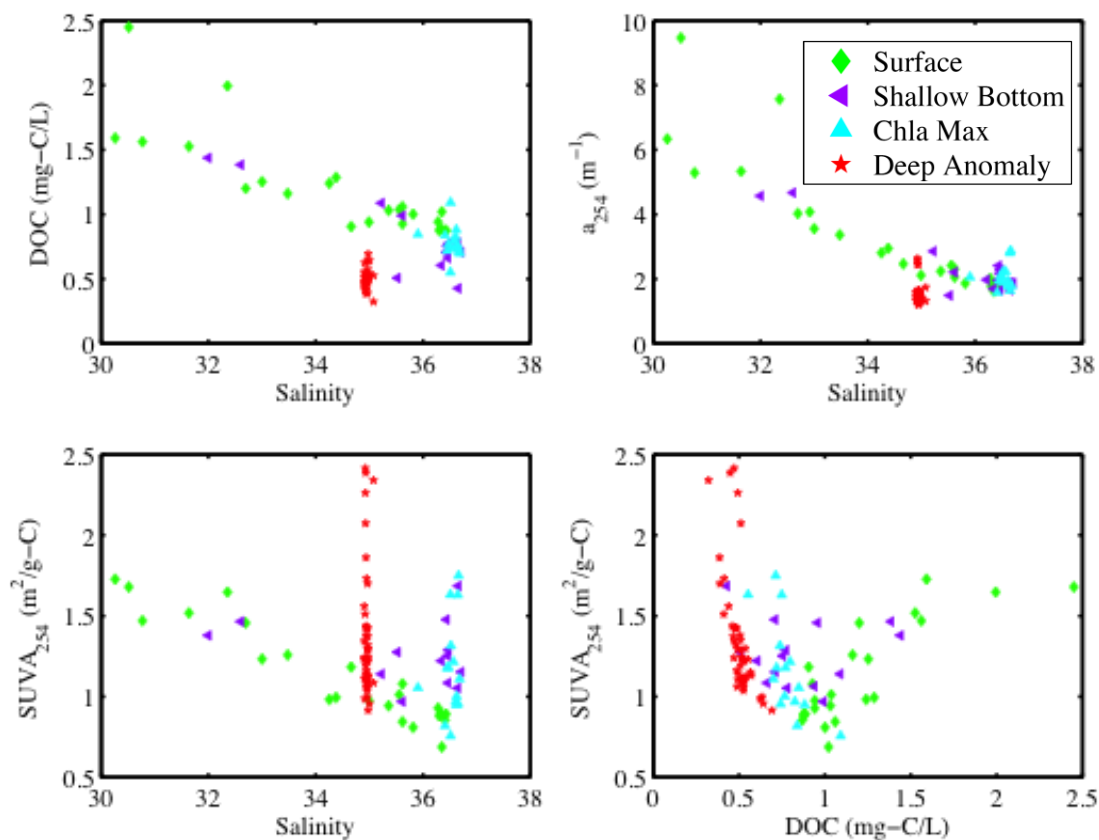 2.5
2
1.5
1
0.5
0
DOC (mg−C/L)
30 32 34 36 38
Salinity
10
8
6
4
2
0
a254 (m−1)
30 32 34 36 38
Salinity
Surface
Shallow Bottom
Chla Max
Deep Anomaly
2.5
2
1.5
1
0.5
SUVA254 (m2/g−C)
30 32 34 36 38
Salinity
2.5
2
1.5
1
0.5
SUVA254 (m2/g−C)
0 0.5 1 1.5 2 2.5
DOC (mg−C/L)